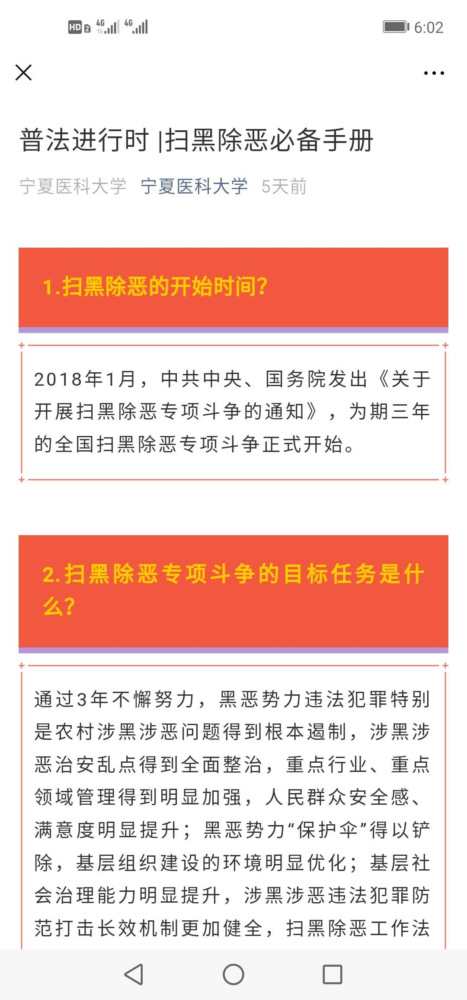 HD 2 4G 4G 6:02
普法进行时 |扫黑除恶必备手册
宁夏医科大学 宁夏医科大学 5天前
1.扫黑除恶的开始时间？
2018年1月，中共中央、国务院发出《关于
开展扫黑除恶专项斗争的通知》，为期三年
的全国扫黑除恶专项斗争正式开始。
2.扫黑除恶专项斗争的目标任务是什
么？
通过3年不懈努力，黑恶势力违法犯罪特别
是农村涉黑涉恶问题得到根本遏制，涉黑涉
恶治安乱点得到全面整治，重点行业、重点
领域管理得到明显加强，人民群众安全感、
满意度明显提升；黑恶势力“保护伞”得以铲
除，基层组织建设的环境明显优化；基层社
会治理能力明显提升，涉黑涉恶违法犯罪防
范打击长效机制更加健全，扫黑除恶工作法